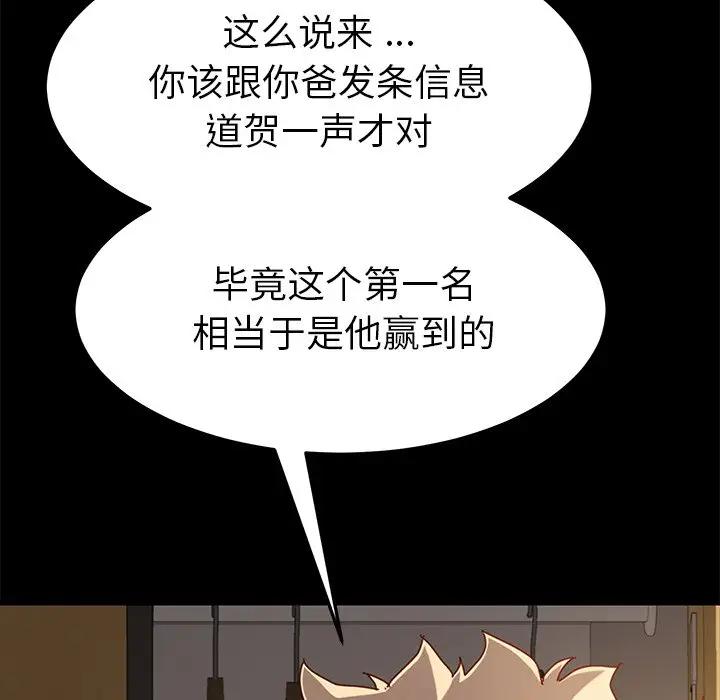 这么说来 ...
你该跟你爸发条信息
道贺一声才对
毕竟这个第一名
相当于是他赢到的